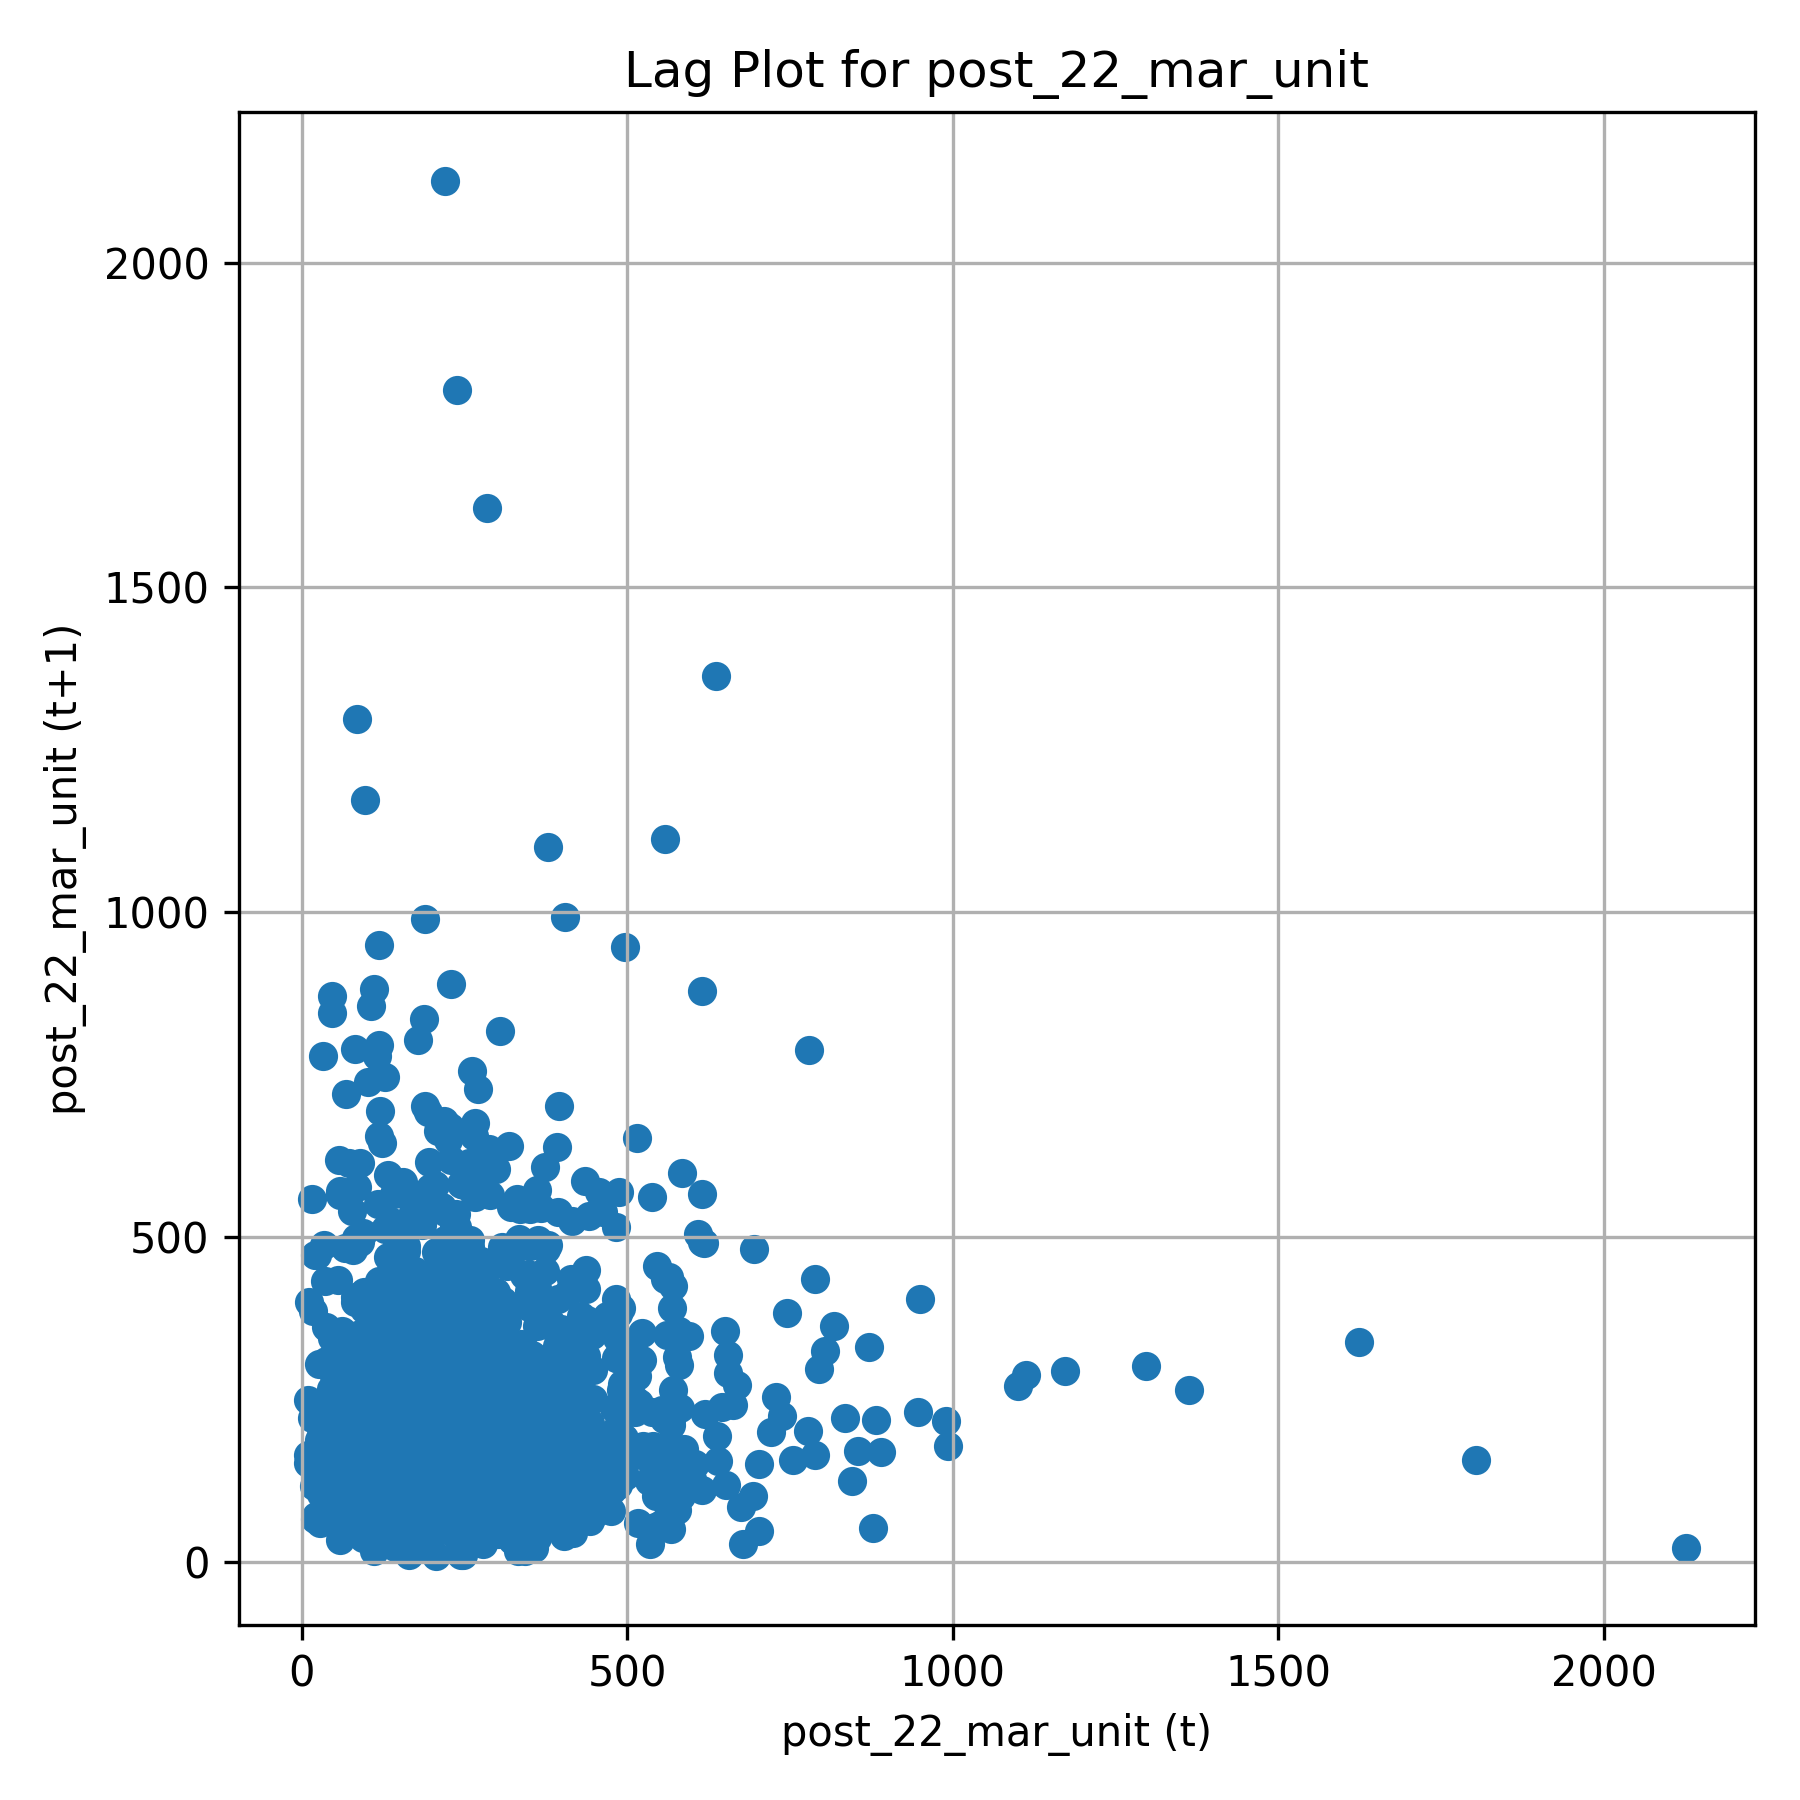 Lag Plot for post_22_mar_unit
post_22_mar_unit (t+1)
2000
1500
1000
500
0
0 500 1000 1500 2000
post_22_mar_unit (t)